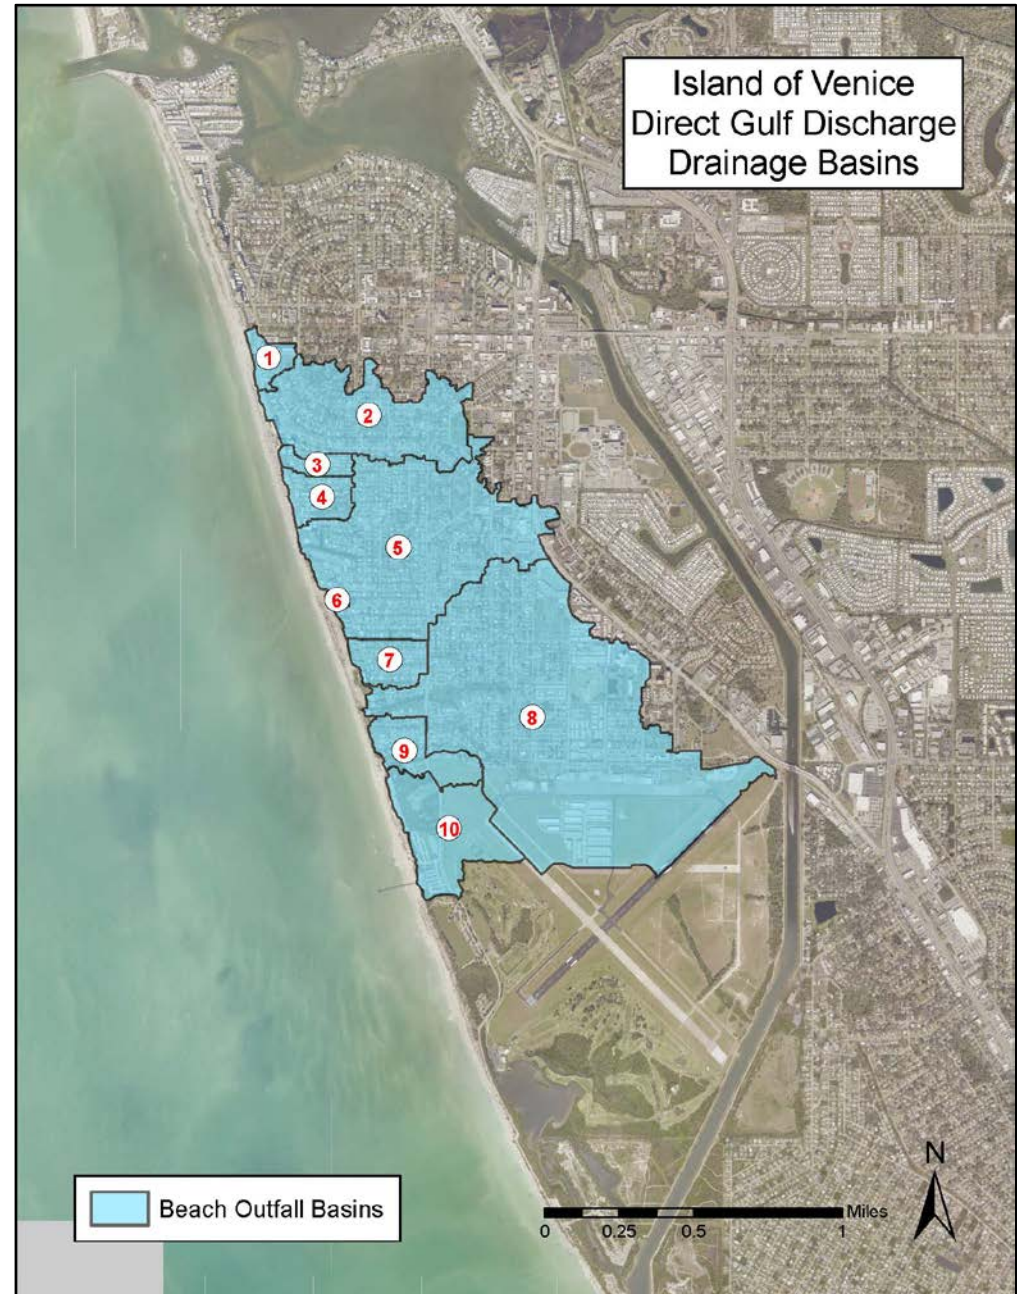 Island of Venice
Direct Gulf Discharge
Drainage Basins
1
2
3
4
5
6
7
8
9
10
N
Beach Outfall Basins
Miles
0 0.25 0.5 1